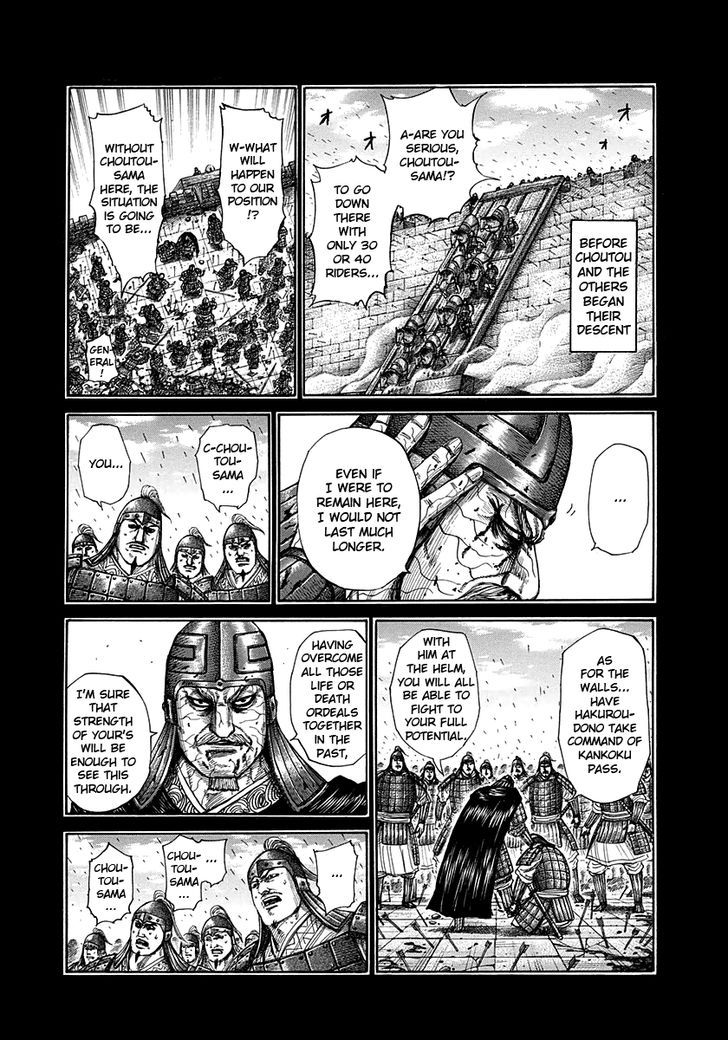 A-ARE YOU
SERIOUS,
CHOUTOU-
SAMA!?
TO GO
DOWN
THERE
WITH
ONLY 30
OR 40
RIDERS...
BEFORE
CHOUTOU
AND THE
OTHERS
BEGAN
THEIR
DESCENT
W-WHAT
WILL
HAPPEN
TO OUR
POSITION
!?
WITHOUT
CHOUTOU-
SAMA
HERE, THE
SITUATION
IS GOING
TO BE...
GEN-
ERAL
!
...
EVEN IF
I WERE TO
REMAIN HERE,
I WOULD NOT
LAST MUCH
LONGER.
C-CHOU-
TOU-
SAMA
...
YOU...
AS
FOR THE
WALLS...
HAVE
HAKUROU-
DONO TAKE
COMMAND OF
KANKOKU
PASS.
WITH
HIM AT
THE HELM,
YOU WILL ALL
BE ABLE TO
FIGHT TO
YOUR FULL
POTENTIAL.
HAVING
OVERCOME
ALL THOSE
LIFE OR
DEATH
ORDEALS
TOGETHER
IN THE
PAST,
I'M SURE
THAT
STRENGTH
OF YOUR'S
WILL BE
ENOUGH TO
SEE THIS
THROUGH.
...
...
CHOU-
TOU-
SAMA
...
CHOU-
TOU-
SAMA
...